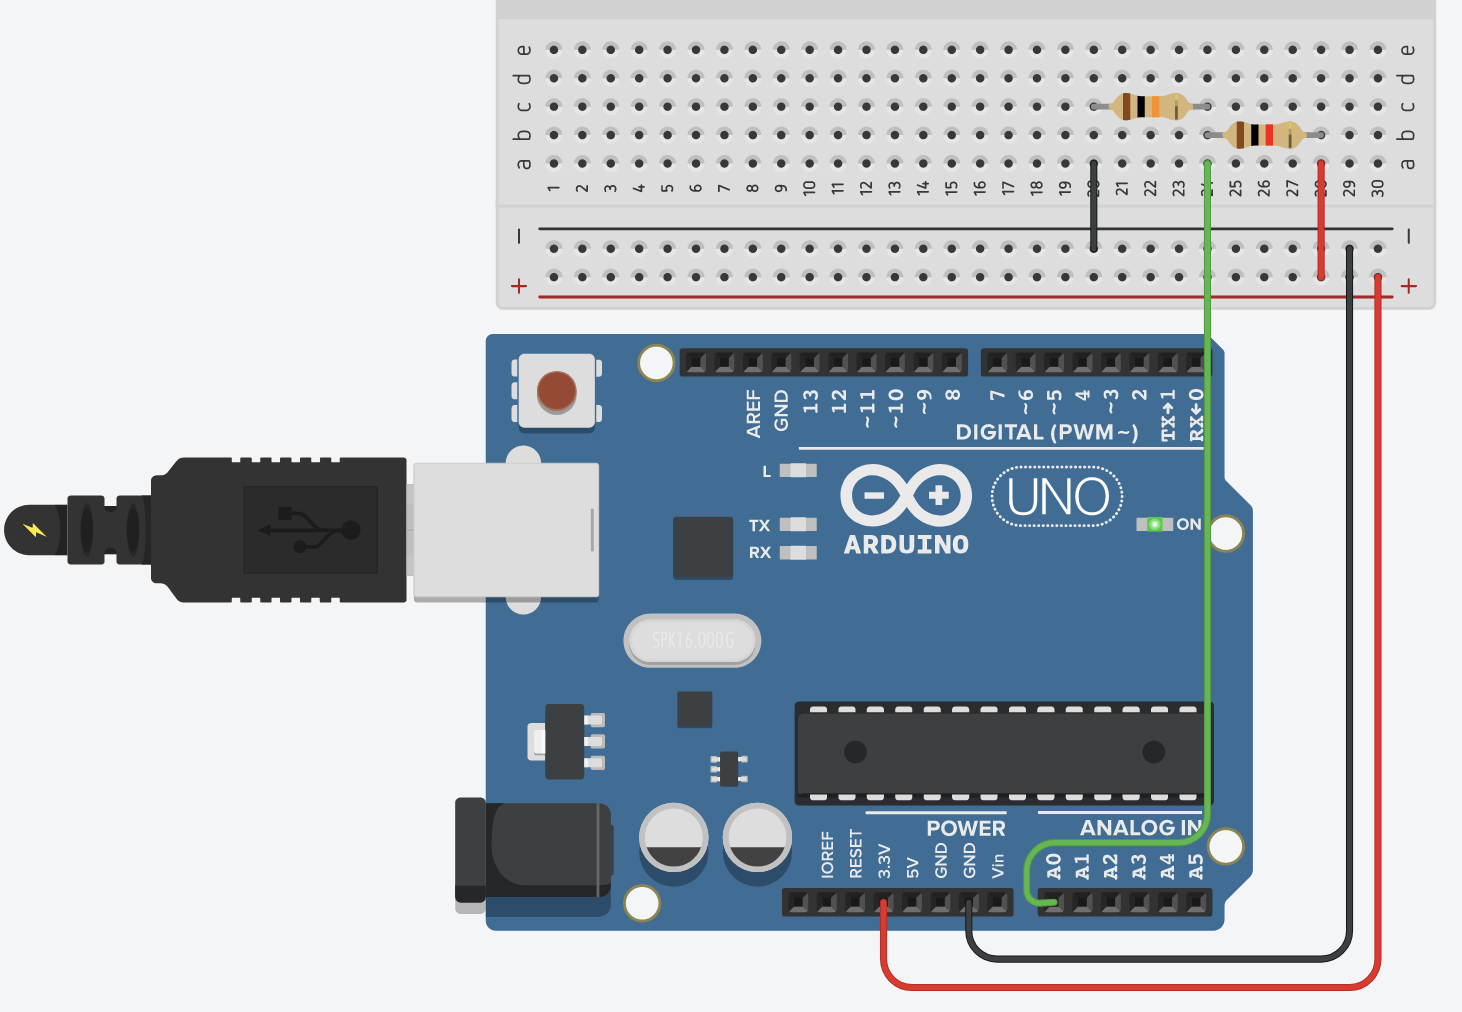 e e
d d
c c
b b
a a
1 2 3 4 5 6 7 8 9 10 11 12 13 14 15 16 17 18 19 20 21 22 23 24 25 26 27 28 29 30
− −
+ +
AREF GND 13 12 ~11 ~10 ~9 8 7 ~6 ~5 4 ~3 2 TX→1 RX←0
DIGITAL (PWM~)
L
UNO
TX ON
RX ARDUINO
SPK16.000G
POWER ANALOG IN
IOREF RESET 3.3V 5V GND GND Vin A0 A1 A2 A3 A4 A5